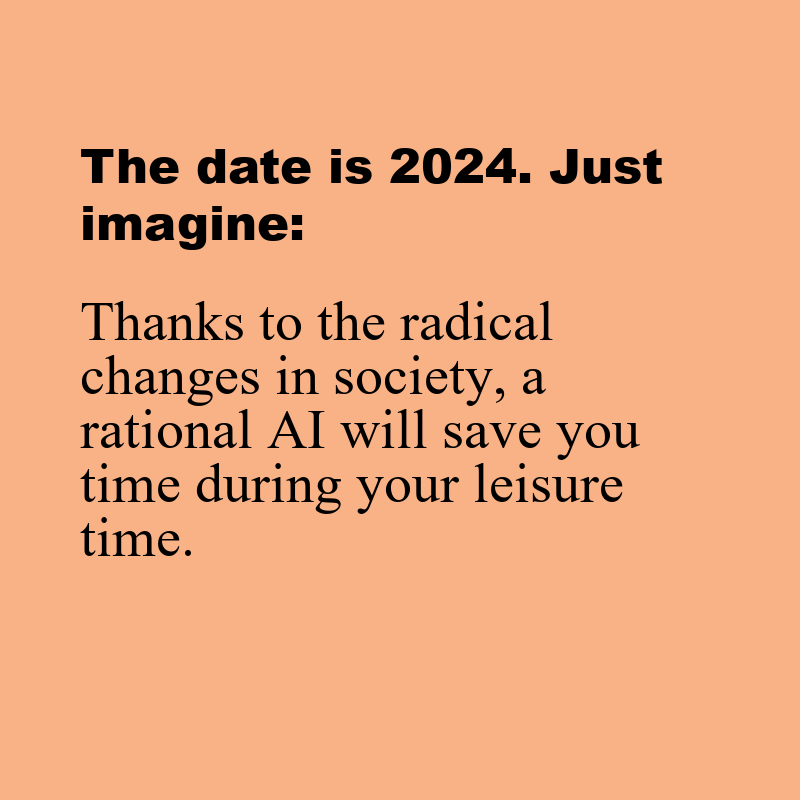 The date is 2024. Just
imagine:
Thanks to the radical
changes in society, a
rational AI will save you
time during your leisure
time.